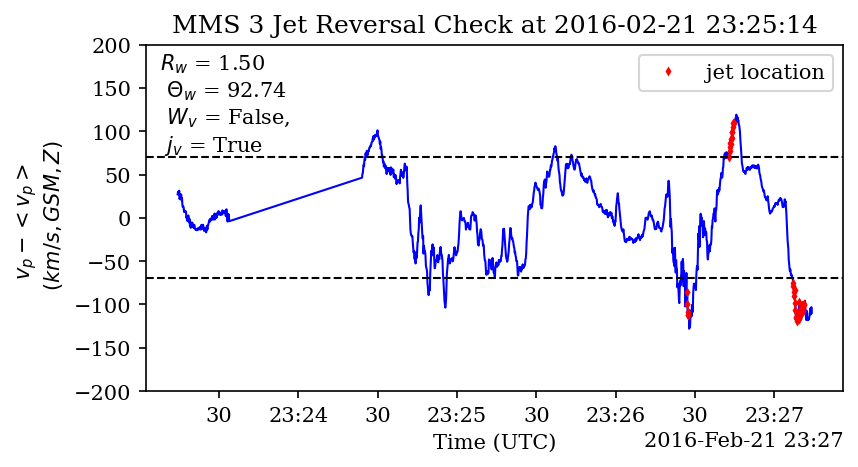 MMS 3 Jet Reversal Check at 2016-02-21 23:25:14
R_w = 1.50
Θ_w = 92.74
W_v = False,
j_v = True
jet location
200
150
100
50
0
−50
−100
−150
−200
v_p − < v_p >
(km/s, GSM, Z)
30 23:24 30 23:25 30 23:26 30 23:27
Time (UTC)
2016-Feb-21 23:27